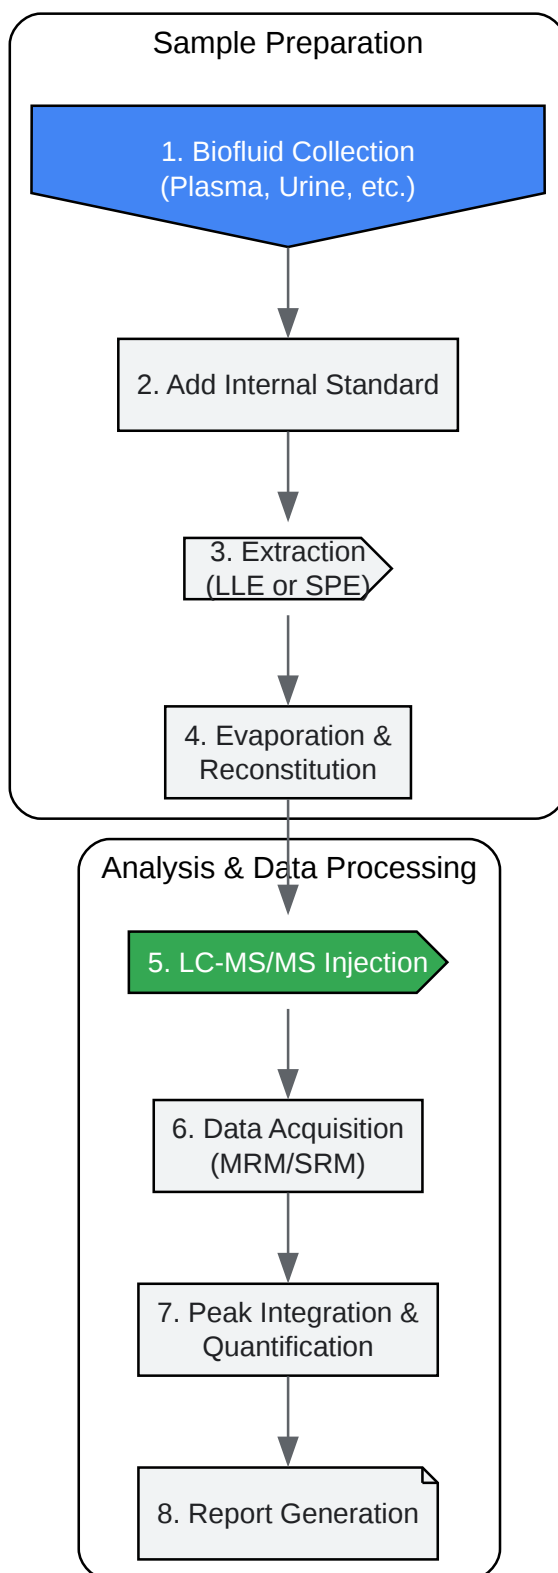 Sample Preparation
1. Biofluid Collection
(Plasma, Urine, etc.)
2. Add Internal Standard
3. Extraction
(LLE or SPE)
4. Evaporation &
Reconstitution
Analysis & Data Processing
5. LC-MS/MS Injection
6. Data Acquisition
(MRM/SRM)
7. Peak Integration &
Quantification
8. Report Generation